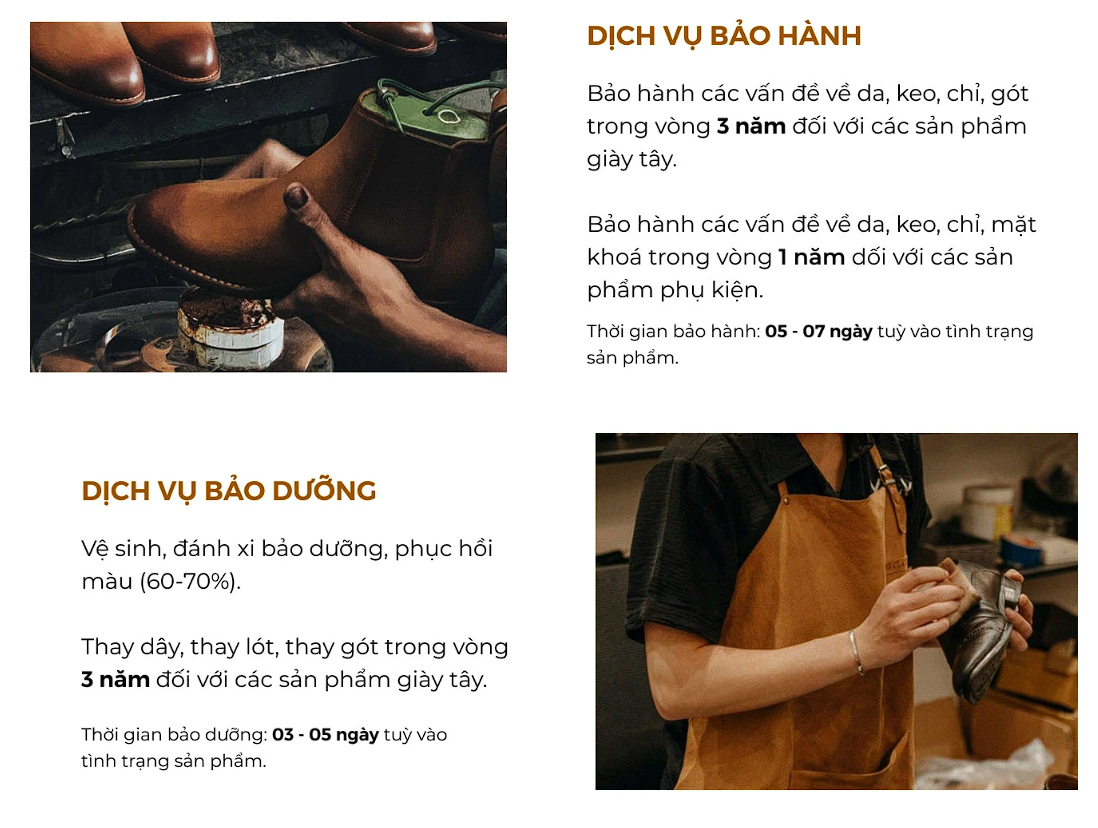 DỊCH VỤ BẢO HÀNH
Bảo hành các vấn đề về da, keo, chỉ, gót
trong vòng 3 năm đối với các sản phẩm
giày tây.
Bảo hành các vấn đề về da, keo, chỉ, mặt
khoá trong vòng 1 năm dối với các sản
phẩm phụ kiện.
Thời gian bảo hành: 05 - 07 ngày tuỳ vào tình trạng
sản phẩm.
DỊCH VỤ BẢO DƯỠNG
Vệ sinh, đánh xi bảo dưỡng, phục hồi
màu (60-70%).
Thay dây, thay lót, thay gót trong vòng
3 năm đối với các sản phẩm giày tây.
Thời gian bảo dưỡng: 03 - 05 ngày tuỳ vào
tình trạng sản phẩm.